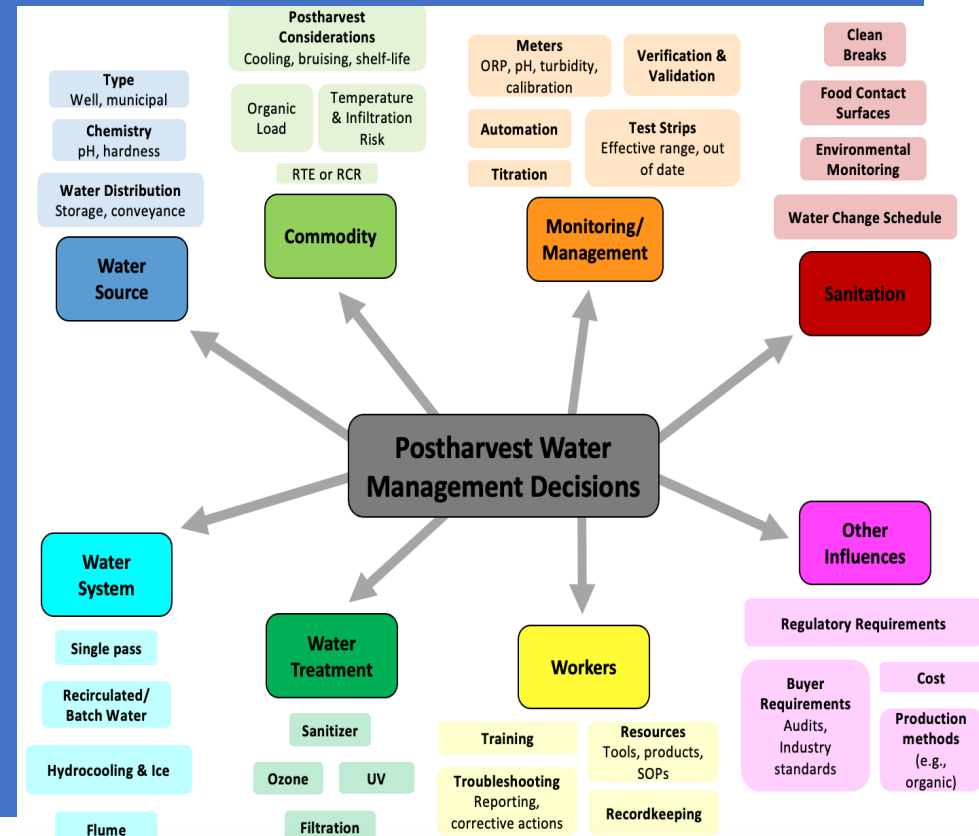 Type
Well, municipal
Chemistry
pH, hardness
Water Distribution
Storage, conveyance
Water
Source
Postharvest
Considerations
Cooling, bruising, shelf-life
Organic
Load
Temperature
& Infiltration
Risk
RTE or RCR
Commodity
Meters
ORP, pH, turbidity,
calibration
Verification &
Validation
Automation
Test Strips
Effective range, out
of date
Titration
Monitoring/
Management
Clean
Breaks
Food Contact
Surfaces
Environmental
Monitoring
Water Change Schedule
Sanitation
Postharvest Water
Management Decisions
Water
System
Single pass
Recirculated/
Batch Water
Hydrocooling & Ice
Flume
Water
Treatment
Sanitizer
Ozone
UV
Filtration
Workers
Training
Resources
Tools, products,
SOPs
Troubleshooting
Reporting,
corrective actions
Recordkeeping
Other
Influences
Regulatory Requirements
Buyer
Requirements
Audits,
Industry
standards
Cost
Production
methods
(e.g.,
organic)